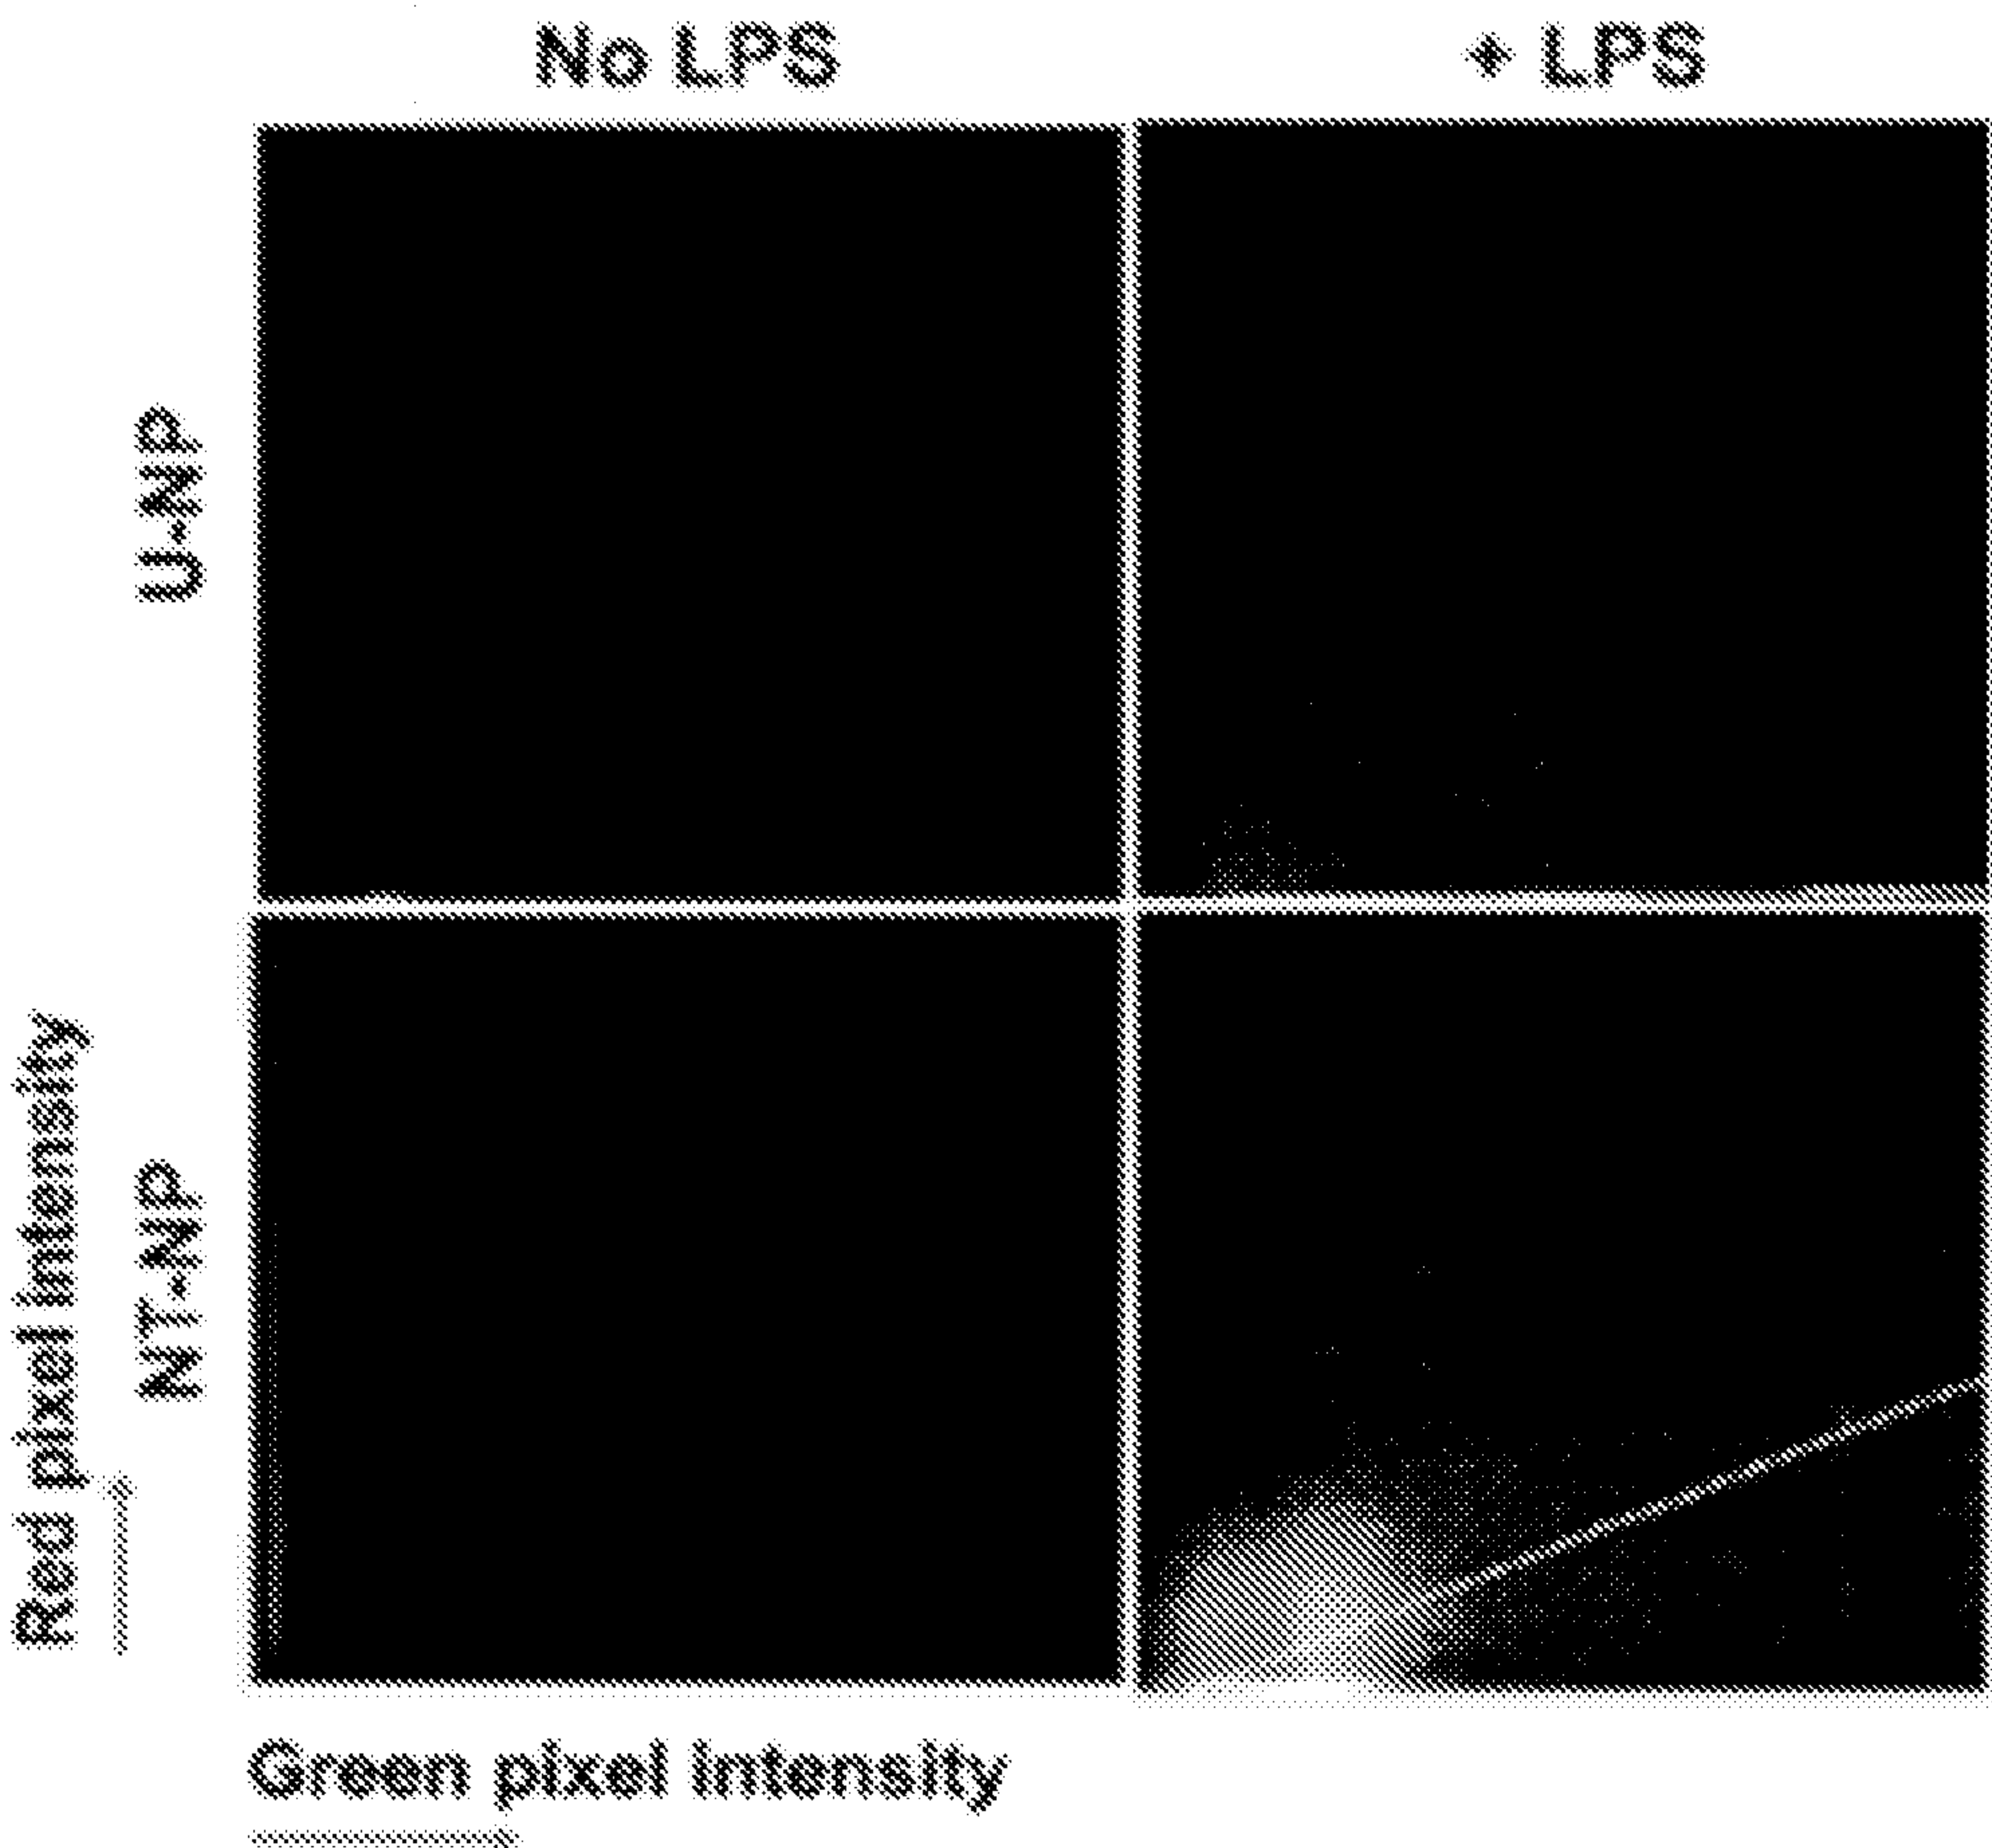 No LPS
+ LPS
U-NP
NT-NP
Red pixel intensity
Green pixel intensity